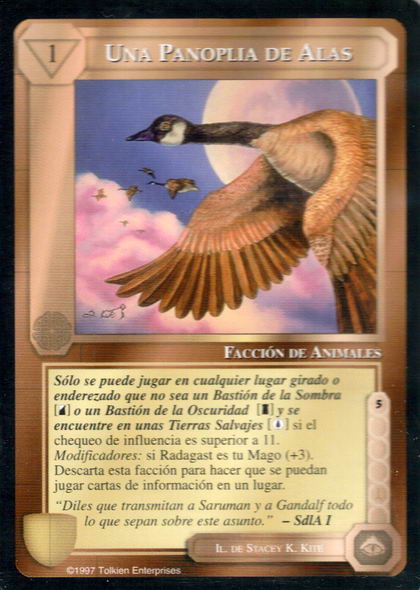 1
UNA PANOPLIA DE ALAS
FACCIÓN DE ANIMALES
Sólo se puede jugar en cualquier lugar girado o
enderezado que no sea un Bastión de la Sombra
[ ] o un Bastión de la Oscuridad [ ] y se
encuentre en unas Tierras Salvajes [ ] si el
chequeo de influencia es superior a 11.
Modificadores: si Radagast es tu Mago (+3).
Descarta esta facción para hacer que se puedan
jugar cartas de información en un lugar.
"Diles que transmitan a Saruman y a Gandalf todo
lo que sepan sobre este asunto." – SdlA I
5
IL. DE STACEY K. KITE
©1997 Tolkien Enterprises